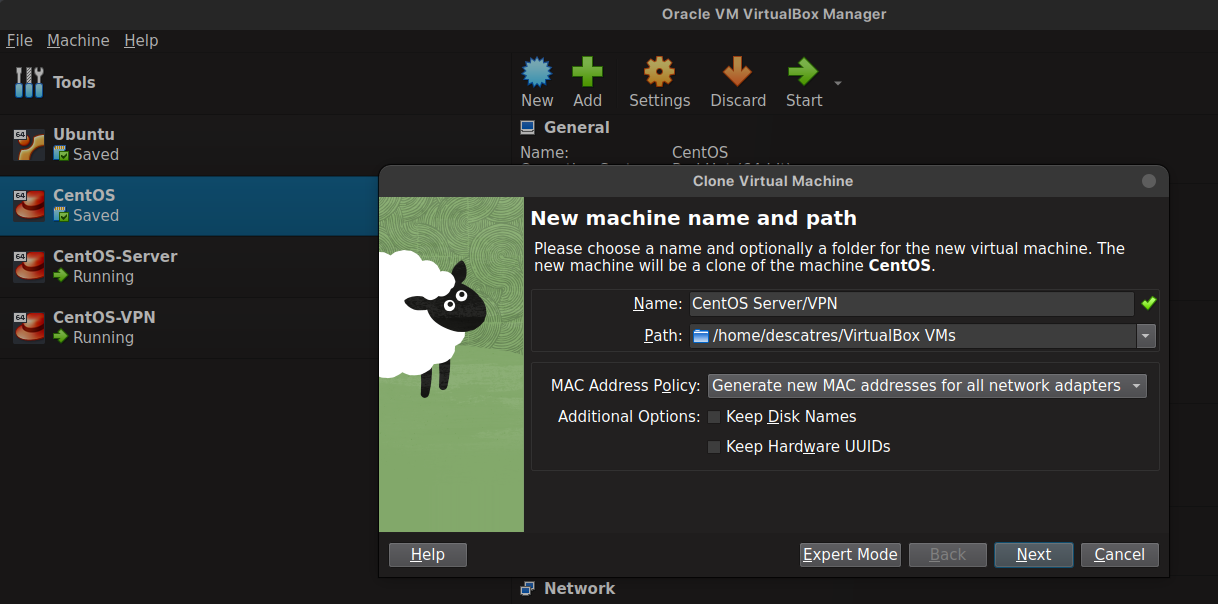 Oracle VM VirtualBox Manager
File Machine Help
Tools
New Add Settings Discard Start
64 Ubuntu
Saved
64 CentOS
Saved
64 CentOS-Server
Running
64 CentOS-VPN
Running
General
Name: CentOS
Clone Virtual Machine
New machine name and path
Please choose a name and optionally a folder for the new virtual machine. The
new machine will be a clone of the machine CentOS.
Name: CentOS Server/VPN
Path: /home/descatres/VirtualBox VMs
MAC Address Policy: Generate new MAC addresses for all network adapters
Additional Options: Keep Disk Names
Keep Hardware UUIDs
Help Expert Mode Back Next Cancel
Network